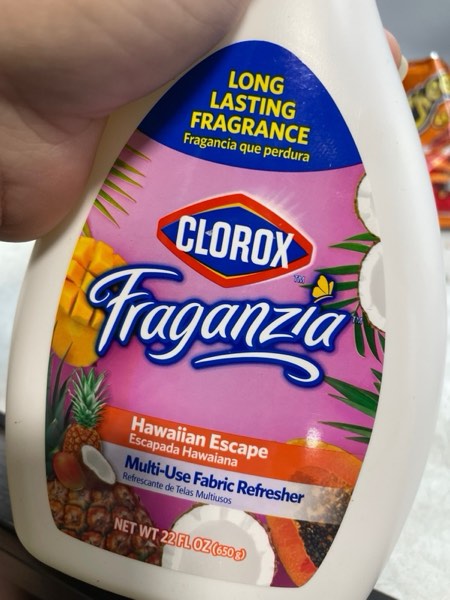 LONG
LASTING
FRAGRANCE
Fragancia que perdura
CLOROX
TM
Fraganzia
Hawaiian Escape
Escapada Hawaiana
Multi-Use Fabric Refresher
Refrescante de Telas Multiusos
NET WT 22 FL OZ (650 g)